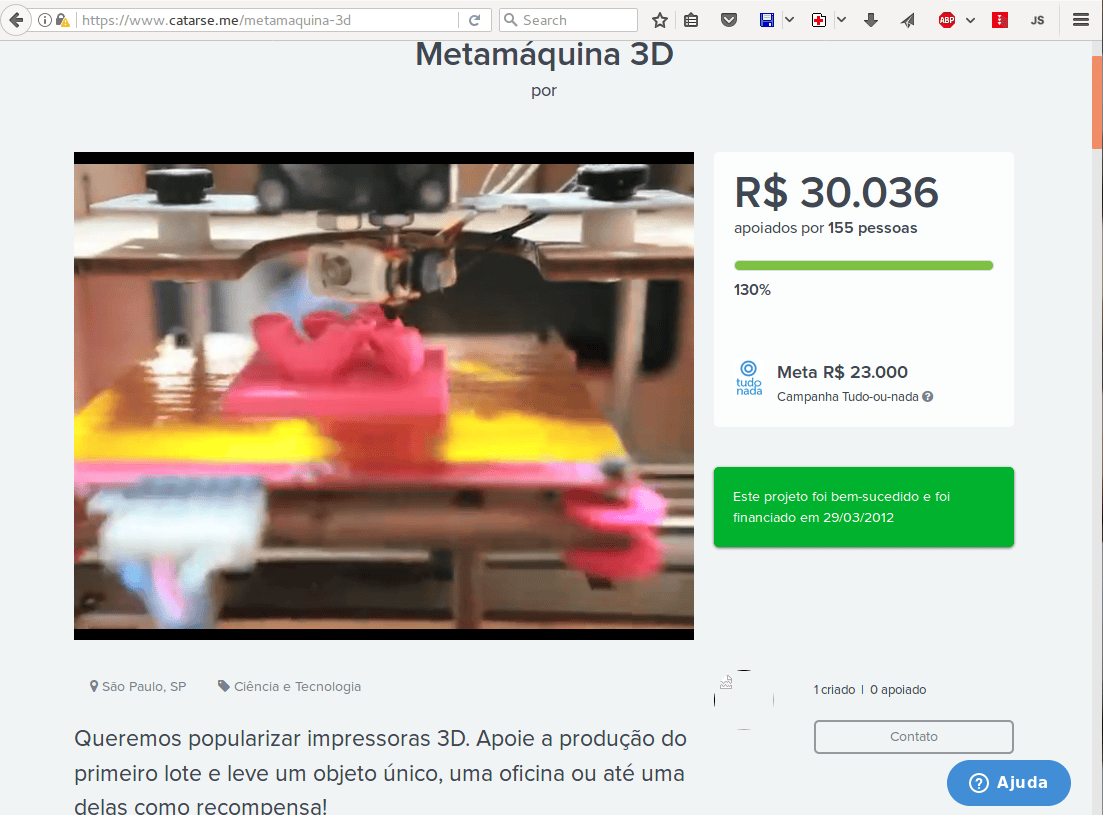 https://www.catarse.me/metamaquina-3d
Search
ABP
JS
Metamáquina 3D
por
R$ 30.036
apoiados por 155 pessoas
130%
tudo
nada
Meta R$ 23.000
Campanha Tudo-ou-nada ?
Este projeto foi bem-sucedido e foi
financiado em 29/03/2012
São Paulo, SP
Ciência e Tecnologia
1 criado | 0 apoiado
Contato
Queremos popularizar impressoras 3D. Apoie a produção do
primeiro lote e leve um objeto único, uma oficina ou até uma
delas como recompensa!
? Ajuda